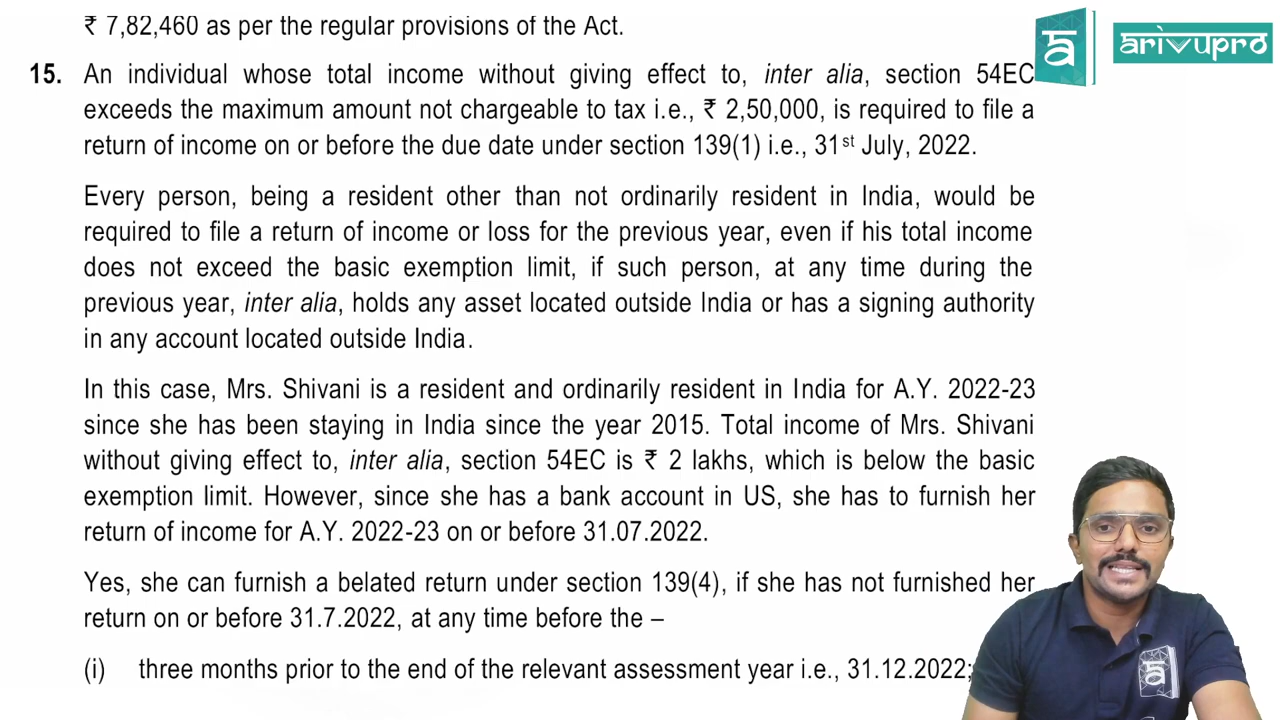 ₹ 7,82,460 as per the regular provisions of the Act.
a
arivupro
15. An individual whose total income without giving effect to, inter alia, section 54EC
exceeds the maximum amount not chargeable to tax i.e., ₹ 2,50,000, is required to file a
return of income on or before the due date under section 139(1) i.e., 31st July, 2022.
Every person, being a resident other than not ordinarily resident in India, would be
required to file a return of income or loss for the previous year, even if his total income
does not exceed the basic exemption limit, if such person, at any time during the
previous year, inter alia, holds any asset located outside India or has a signing authority
in any account located outside India.
In this case, Mrs. Shivani is a resident and ordinarily resident in India for A.Y. 2022-23
since she has been staying in India since the year 2015. Total income of Mrs. Shivani
without giving effect to, inter alia, section 54EC is ₹ 2 lakhs, which is below the basic
exemption limit. However, since she has a bank account in US, she has to furnish her
return of income for A.Y. 2022-23 on or before 31.07.2022.
Yes, she can furnish a belated return under section 139(4), if she has not furnished her
return on or before 31.7.2022, at any time before the –
(i) three months prior to the end of the relevant assessment year i.e., 31.12.2022;
a